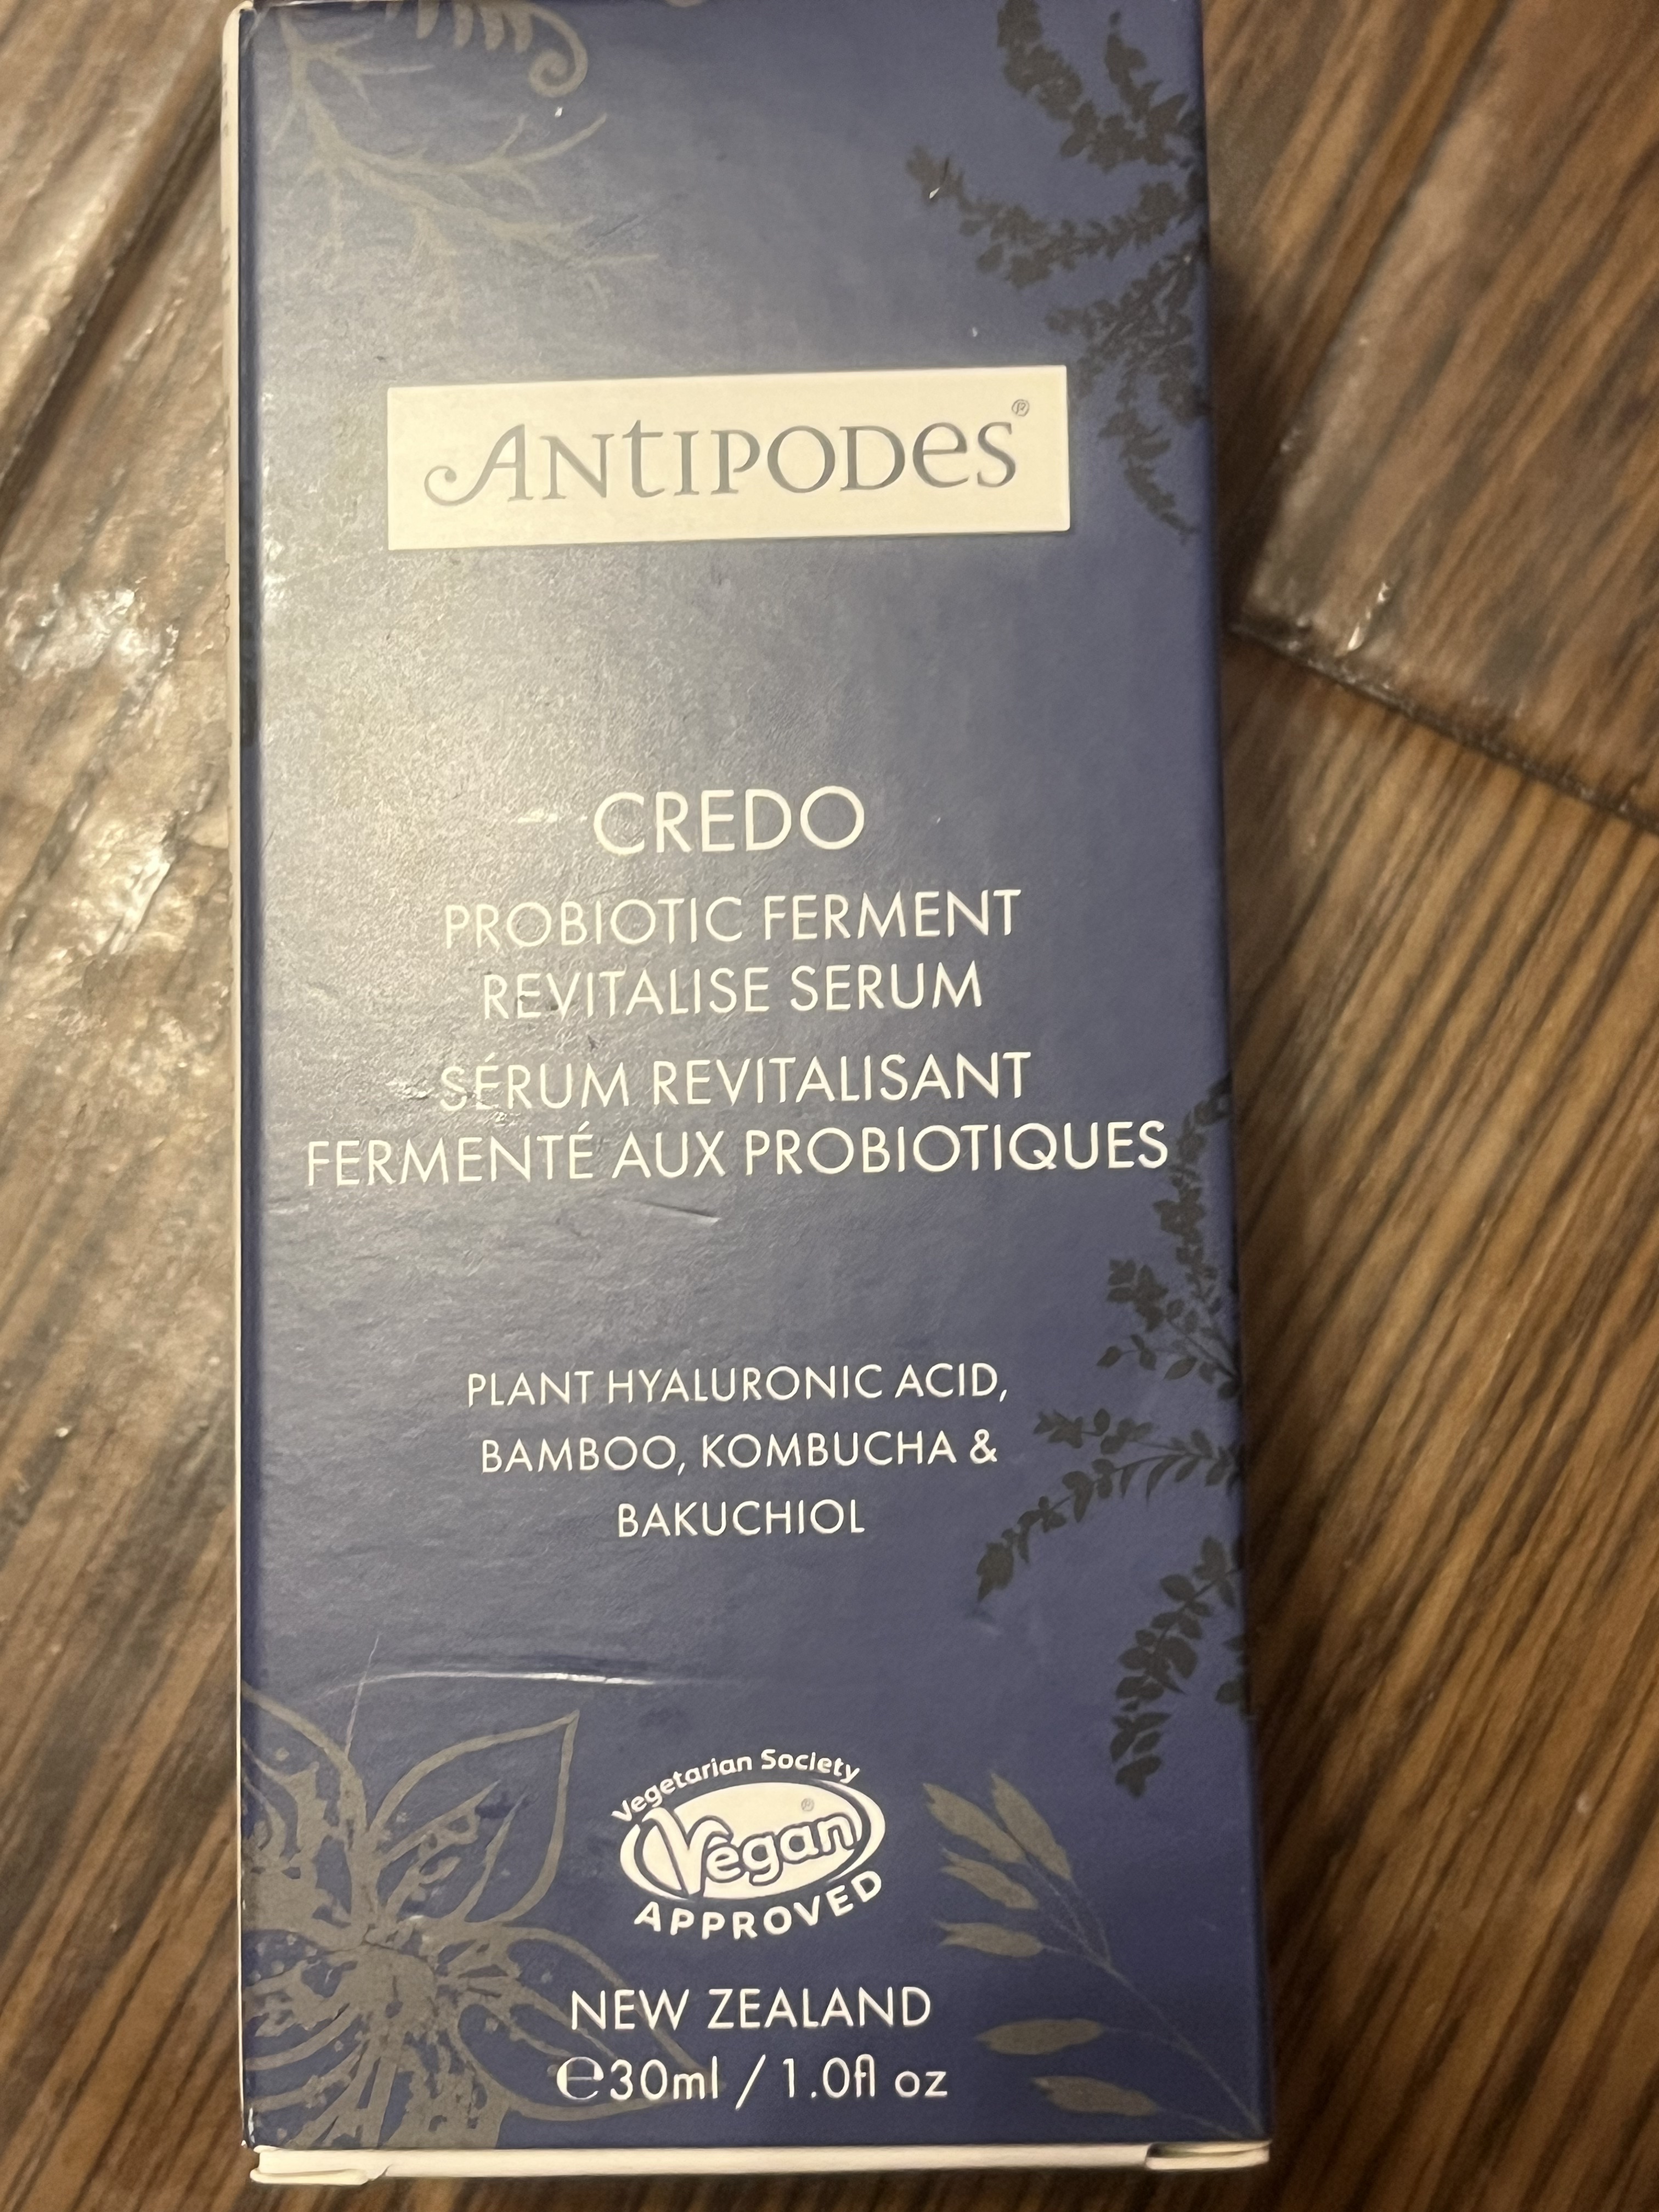 ANTIPODES®
CREDO
PROBIOTIC FERMENT
REVITALISE SERUM
SÉRUM REVITALISANT
FERMENTÉ AUX PROBIOTIQUES
PLANT HYALURONIC ACID,
BAMBOO, KOMBUCHA &
BAKUCHIOL
Vegetarian Society
Vegan®
APPROVED
NEW ZEALAND
℮30ml / 1.0fl oz